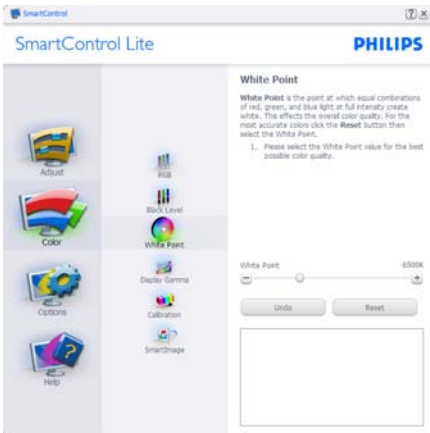 SmartControl
SmartControl Lite
PHILIPS
Adjust
Color
Options
Help
RGB
Black Level
White Point
Display Gamma
Calibration
SmartImage
White Point
White Point is the point at which equal combinations
of red, green, and blue light at full intensity create
white. This effects the overall color quality. For the
most accurate colors click the Reset button then
select the White Point.
1. Please select the White Point value for the best
possible color quality.
White Point 6500K
Undo Reset